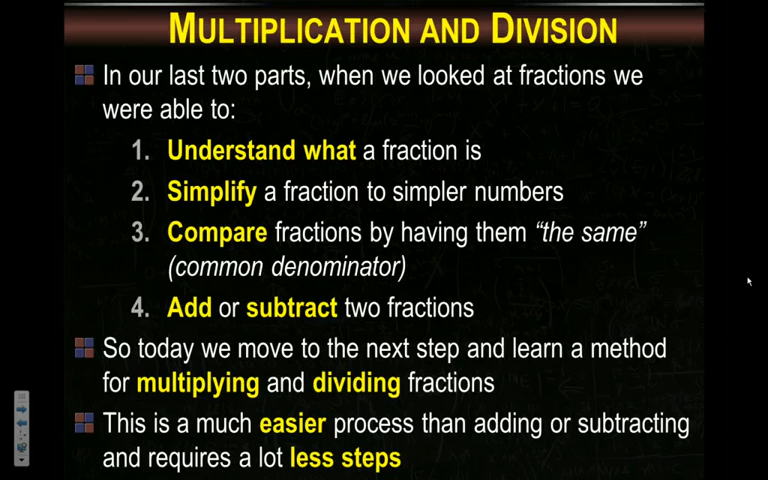 MULTIPLICATION AND DIVISION
In our last two parts, when we looked at fractions we
were able to:
1. Understand what a fraction is
2. Simplify a fraction to simpler numbers
3. Compare fractions by having them “the same”
(common denominator)
4. Add or subtract two fractions
So today we move to the next step and learn a method
for multiplying and dividing fractions
This is a much easier process than adding or subtracting
and requires a lot less steps